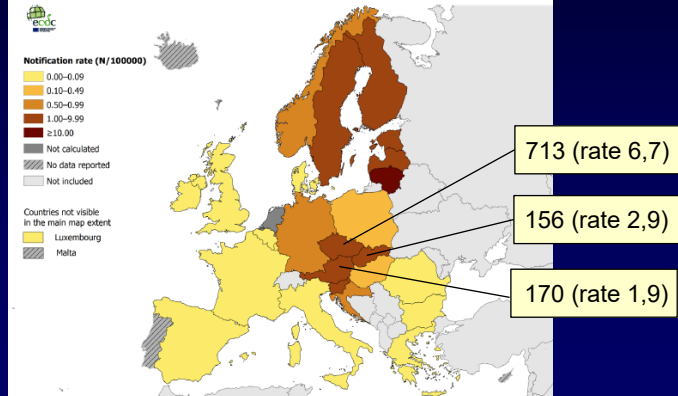 ecdc
Notification rate (N/100000)
0.00–0.09
0.10–0.49
0.50–0.99
1.00–9.99
≥10.00
Not calculated
No data reported
Not included
Countries not visible
in the main map extent
Luxembourg
Malta
713 (rate 6,7)
156 (rate 2,9)
170 (rate 1,9)